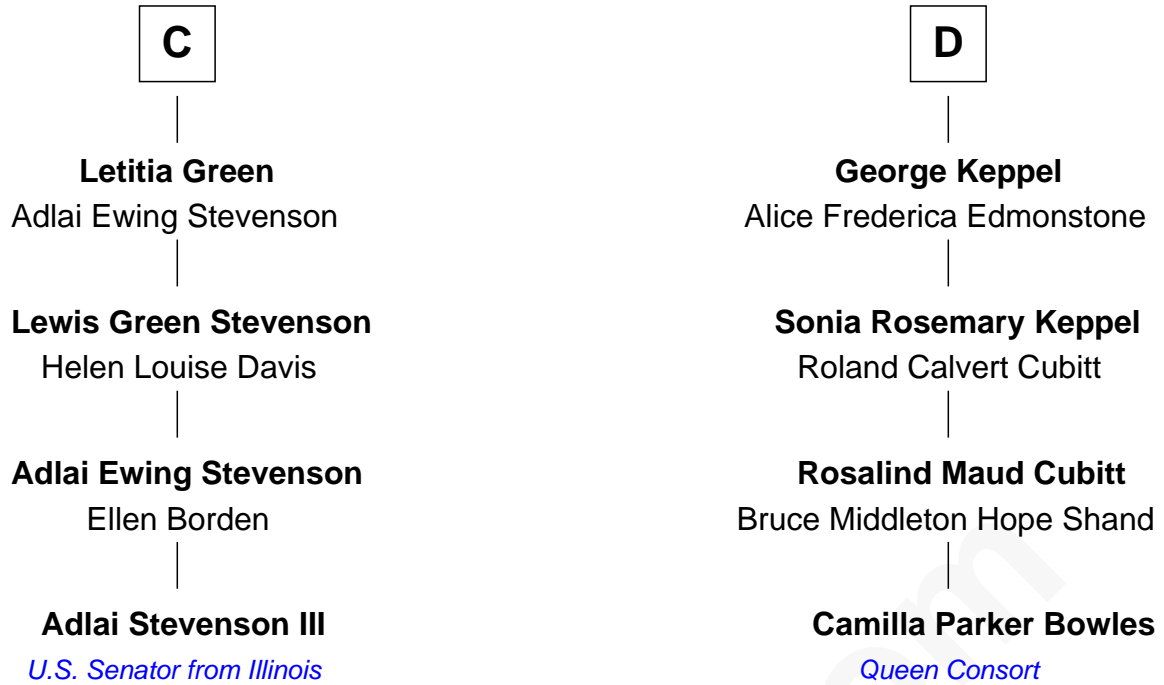 C
Letitia Green
Adlai Ewing Stevenson
Lewis Green Stevenson
Helen Louise Davis
Adlai Ewing Stevenson
Ellen Borden
Adlai Stevenson III
U.S. Senator from Illinois
D
George Keppel
Alice Frederica Edmonstone
Sonia Rosemary Keppel
Roland Calvert Cubitt
Rosalind Maud Cubitt
Bruce Middleton Hope Shand
Camilla Parker Bowles
Queen Consort